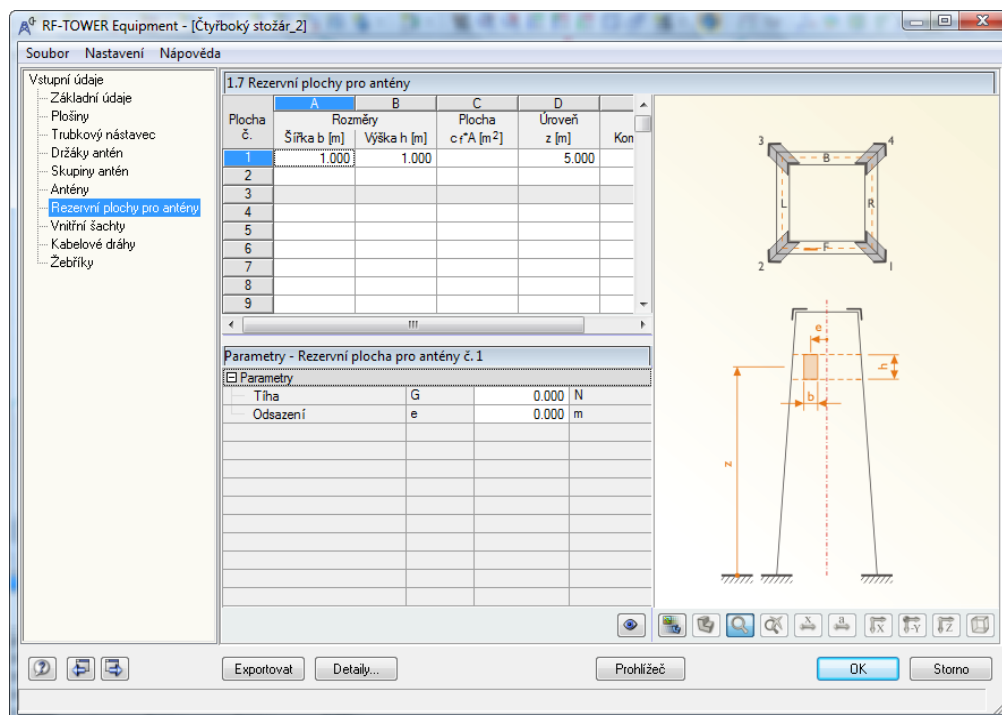 RF-TOWER Equipment - [Čtyřboký stožár_2]
Soubor Nastavení Nápověda
Vstupní údaje
Základní údaje
Plošiny
Trubkový nástavec
Držáky antén
Skupiny antén
Antény
Rezervní plochy pro antény
Vnitřní šachty
Kabelové dráhy
Žebříky
1.7 Rezervní plochy pro antény
A B C D
Plocha Rozměry Plocha Úroveň
č. Šířka b [m] Výška h [m] c f*A [m²] z [m] Kon
1 1.000 1.000 5.000
2
3
4
5
6
7
8
9
Parametry - Rezervní plocha pro antény č. 1
Parametry
Tíha G 0.000 N
Odsazení e 0.000 m
3 4
B
L R
F
2 1
e
h
b
z
X a X -Y Z
Exportovat Detaily... Prohlížeč OK Storno